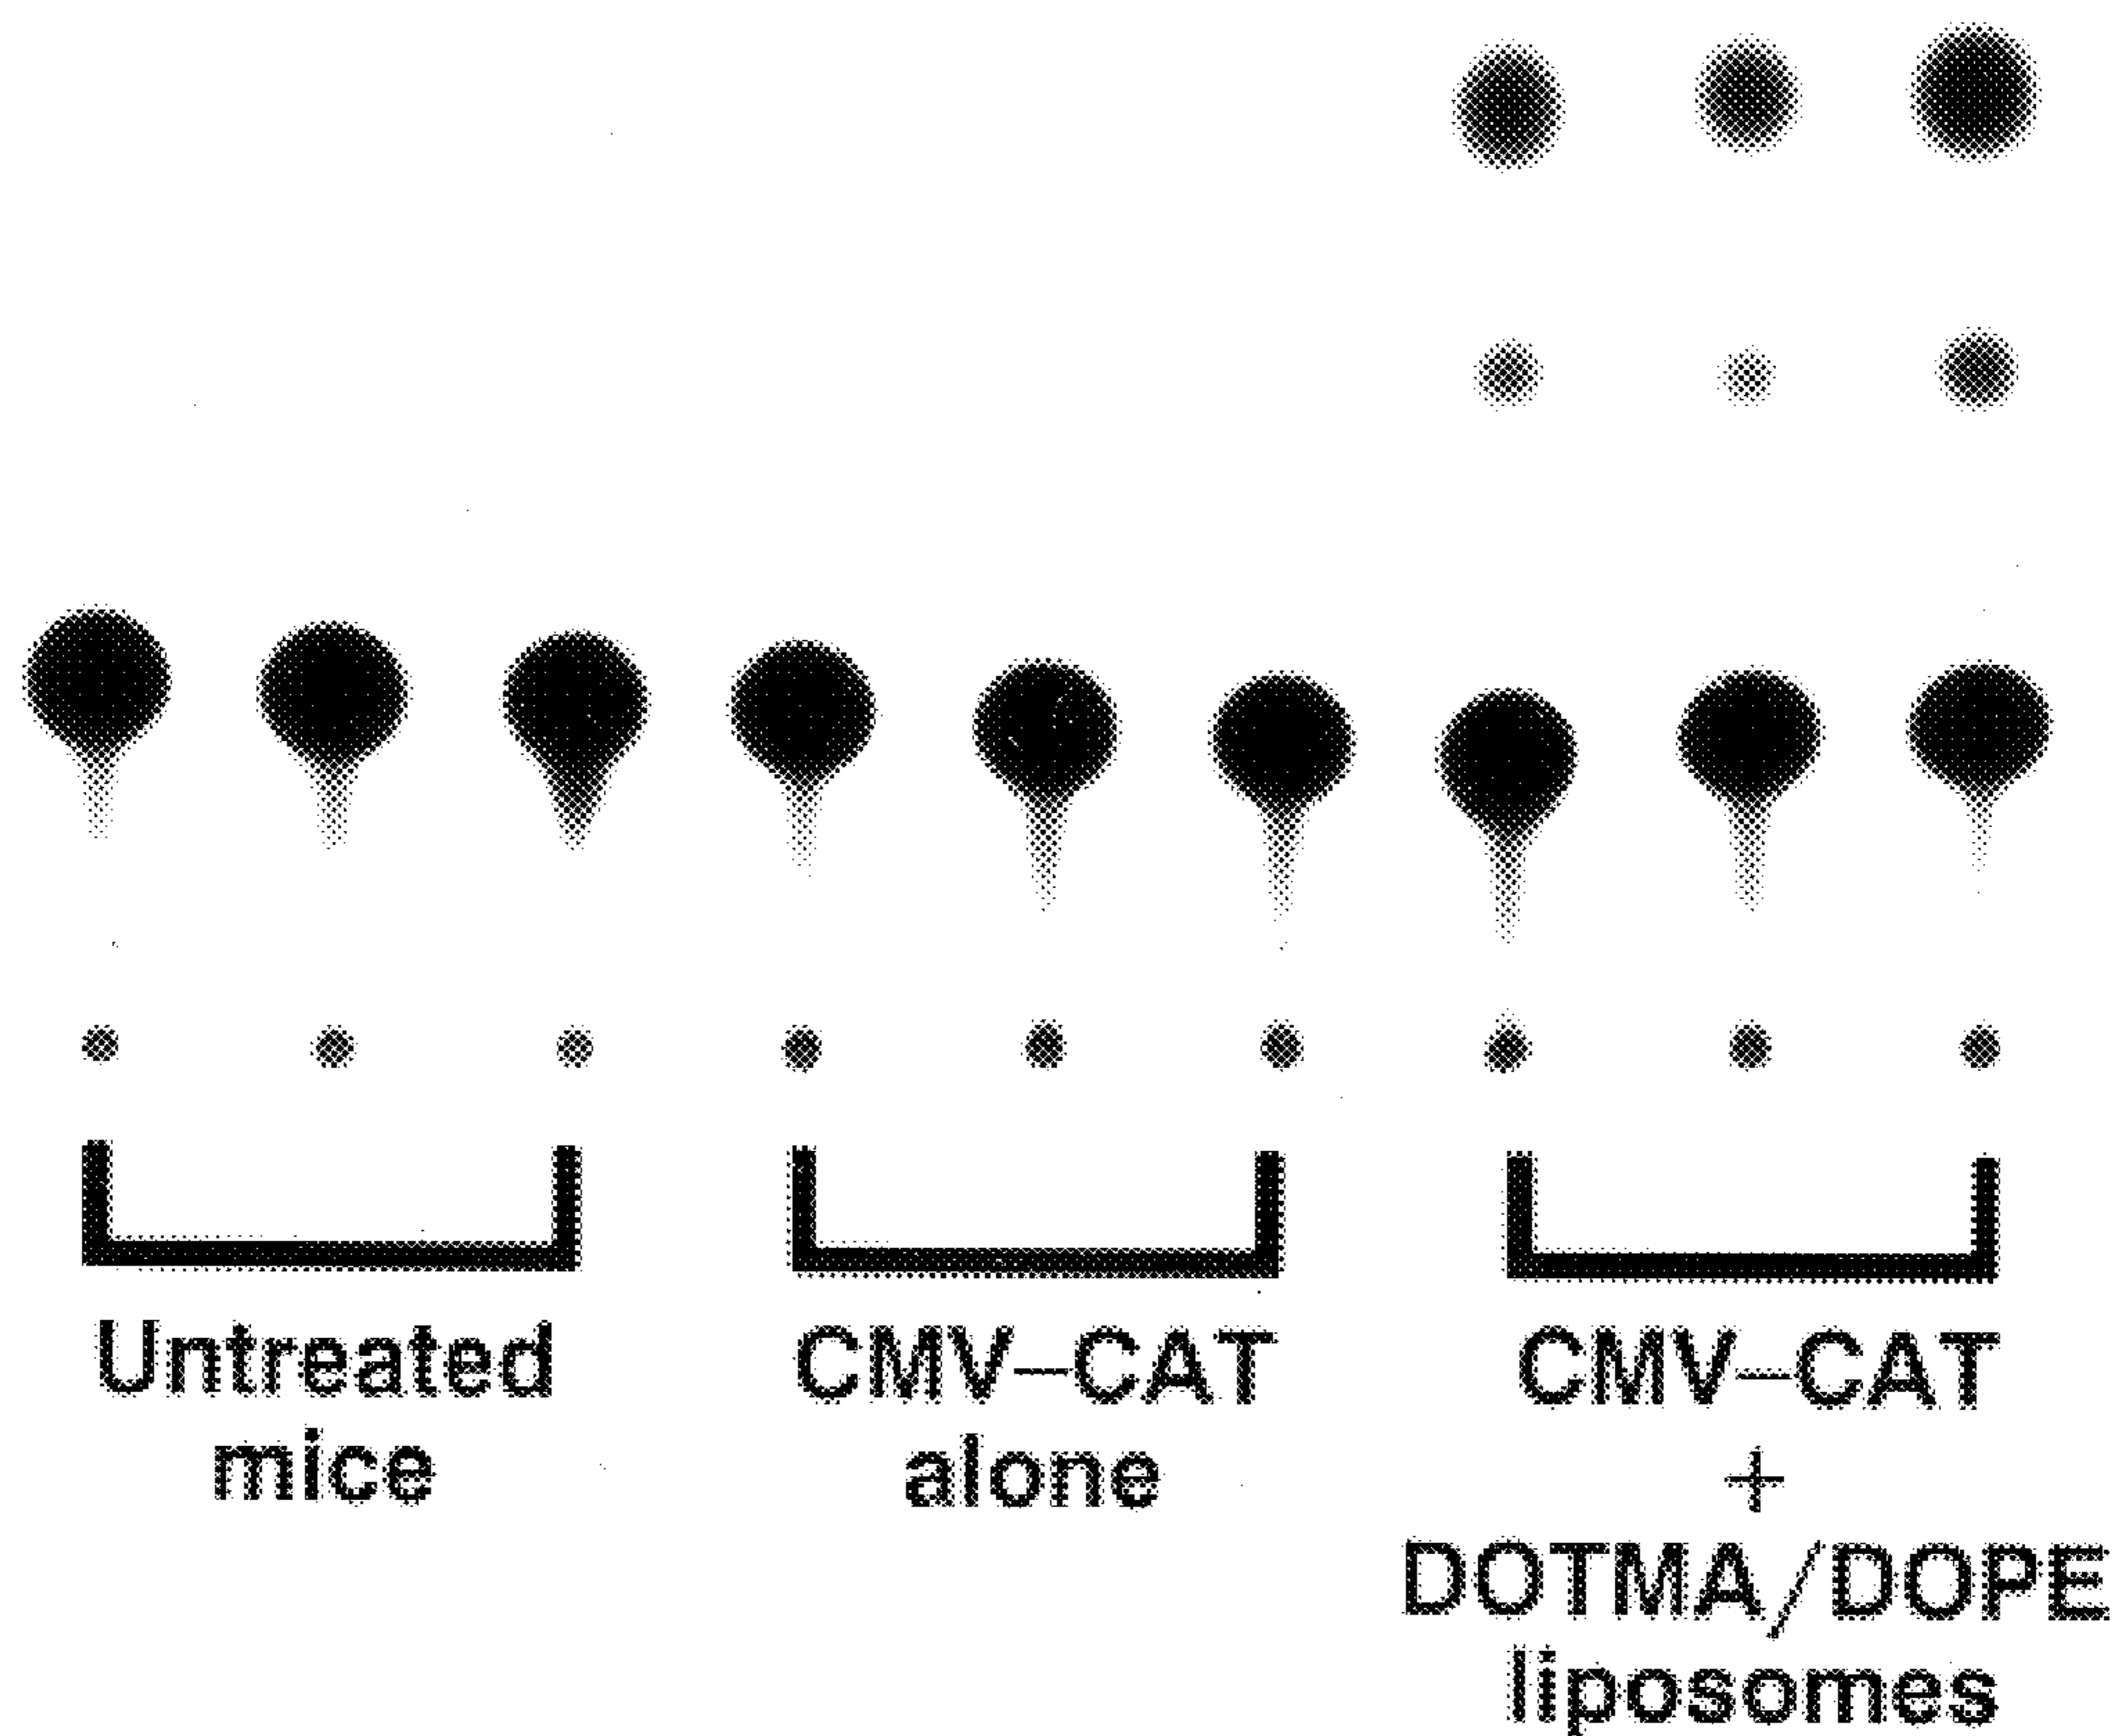 Untreated
mice
CMV–CAT
alone
CMV–CAT
+
DOTMA/DOPE
liposomes